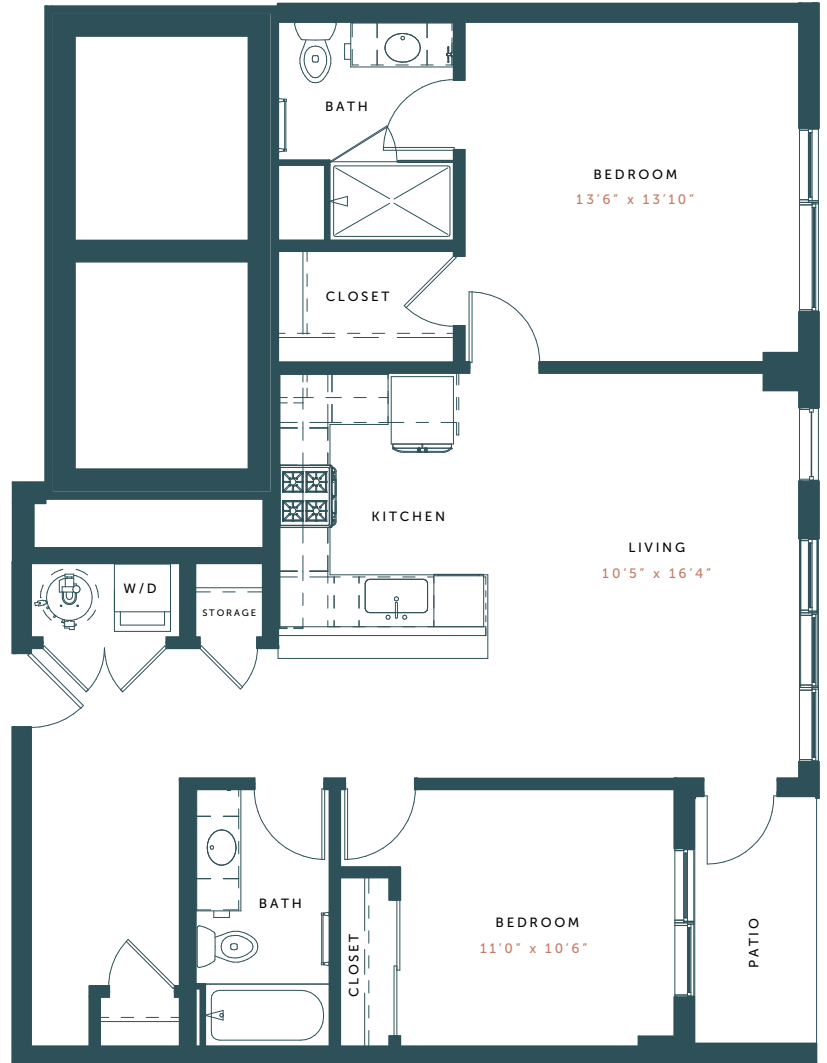 BATH
BEDROOM
13'6" x 13'10"
CLOSET
KITCHEN
LIVING
10'5" x 16'4"
W/D
STORAGE
BATH
BEDROOM
11'0" x 10'6"
CLOSET
PATIO